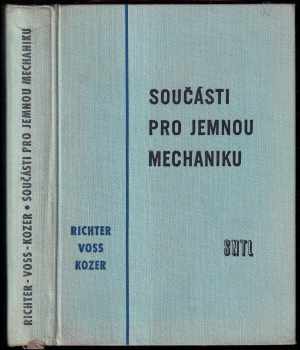 RICHTER - VOSS - KOZER • SOUČÁSTI PRO JEMNOU MECHANIKU
SOUČÁSTI
PRO JEMNOU
MECHANIKU
RICHTER
VOSS
KOZER
SNTL